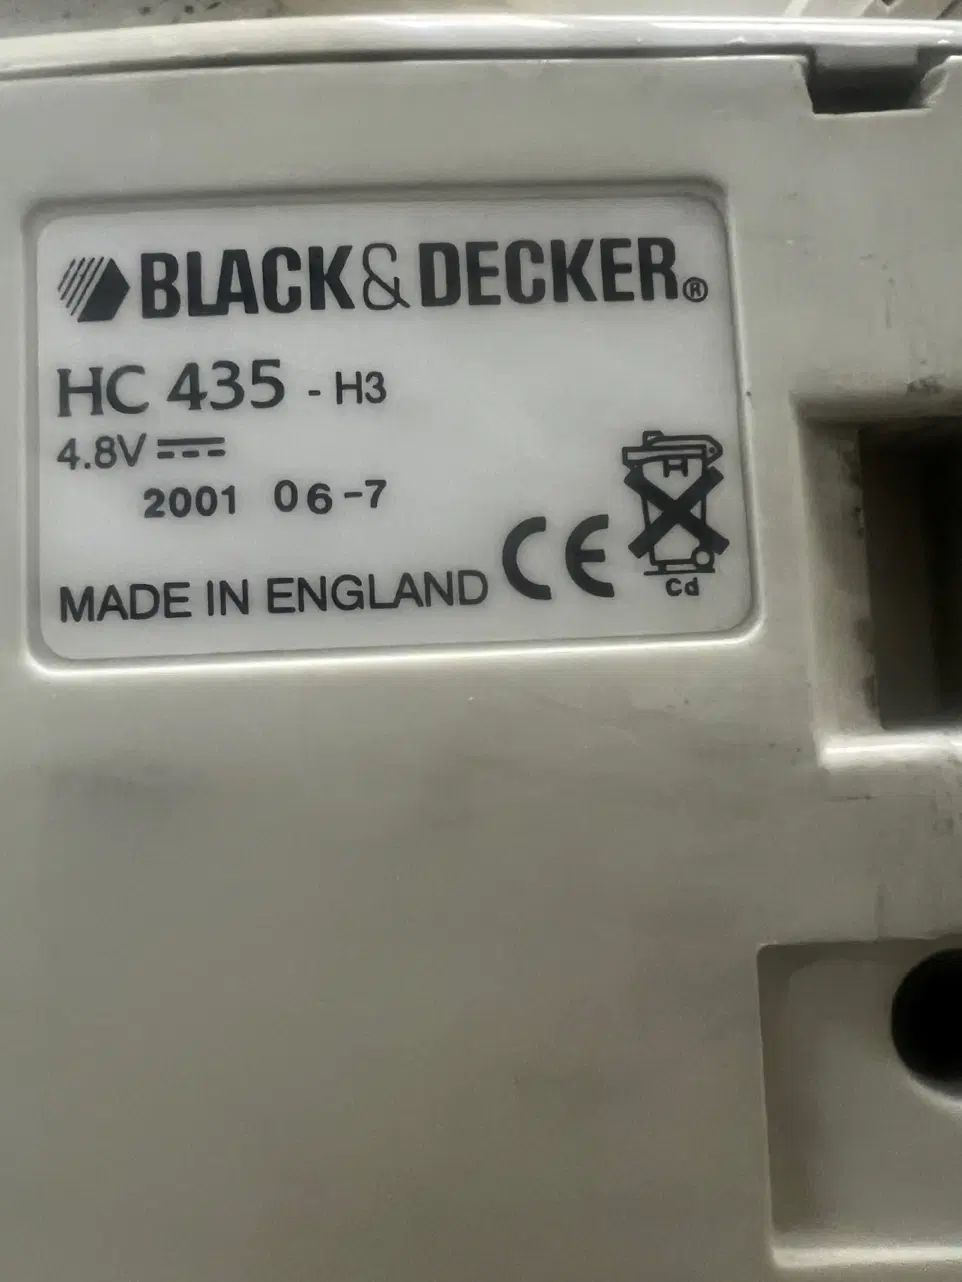 BLACK&DECKER®
HC 435 - H3
4.8V
2001 06-7
MADE IN ENGLAND CE
Cd